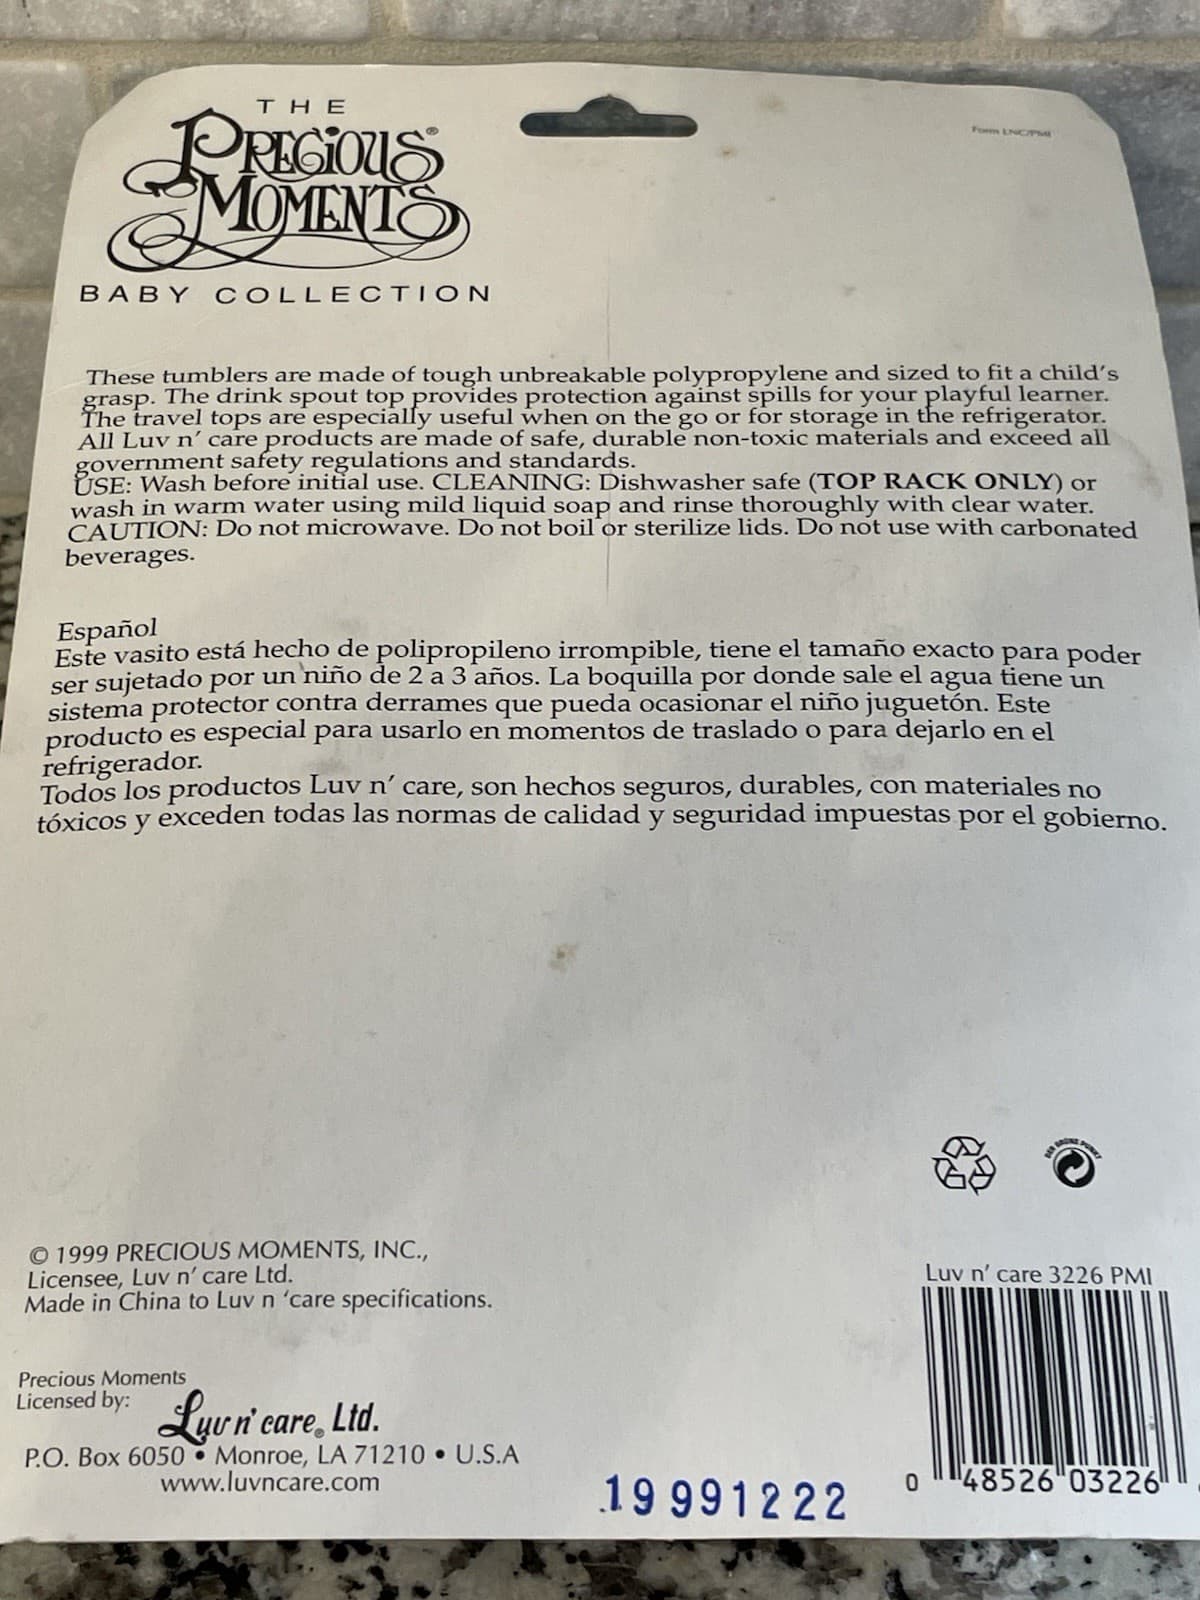 THE
PRECIOUS®
MOMENTS
BABY COLLECTION
Form LNC/PMI
These tumblers are made of tough unbreakable polypropylene and sized to fit a child's
grasp. The drink spout top provides protection against spills for your playful learner.
The travel tops are especially useful when on the go or for storage in the refrigerator.
All Luv n' care products are made of safe, durable non-toxic materials and exceed all
government safety regulations and standards.
USE: Wash before initial use. CLEANING: Dishwasher safe (TOP RACK ONLY) or
wash in warm water using mild liquid soap and rinse thoroughly with clear water.
CAUTION: Do not microwave. Do not boil or sterilize lids. Do not use with carbonated
beverages.
Español
Este vasito está hecho de polipropileno irrompible, tiene el tamaño exacto para poder
ser sujetado por un niño de 2 a 3 años. La boquilla por donde sale el agua tiene un
sistema protector contra derrames que pueda ocasionar el niño juguetón. Este
producto es especial para usarlo en momentos de traslado o para dejarlo en el
refrigerador.
Todos los productos Luv n' care, son hechos seguros, durables, con materiales no
tóxicos y exceden todas las normas de calidad y seguridad impuestas por el gobierno.
DER GRÜNE PUNKT
© 1999 PRECIOUS MOMENTS, INC.,
Licensee, Luv n' care Ltd.
Made in China to Luv n 'care specifications.
Luv n' care 3226 PMI
Precious Moments
Licensed by:
Luv n' care® Ltd.
P.O. Box 6050 • Monroe, LA 71210 • U.S.A
www.luvncare.com
19991222
0 48526 03226